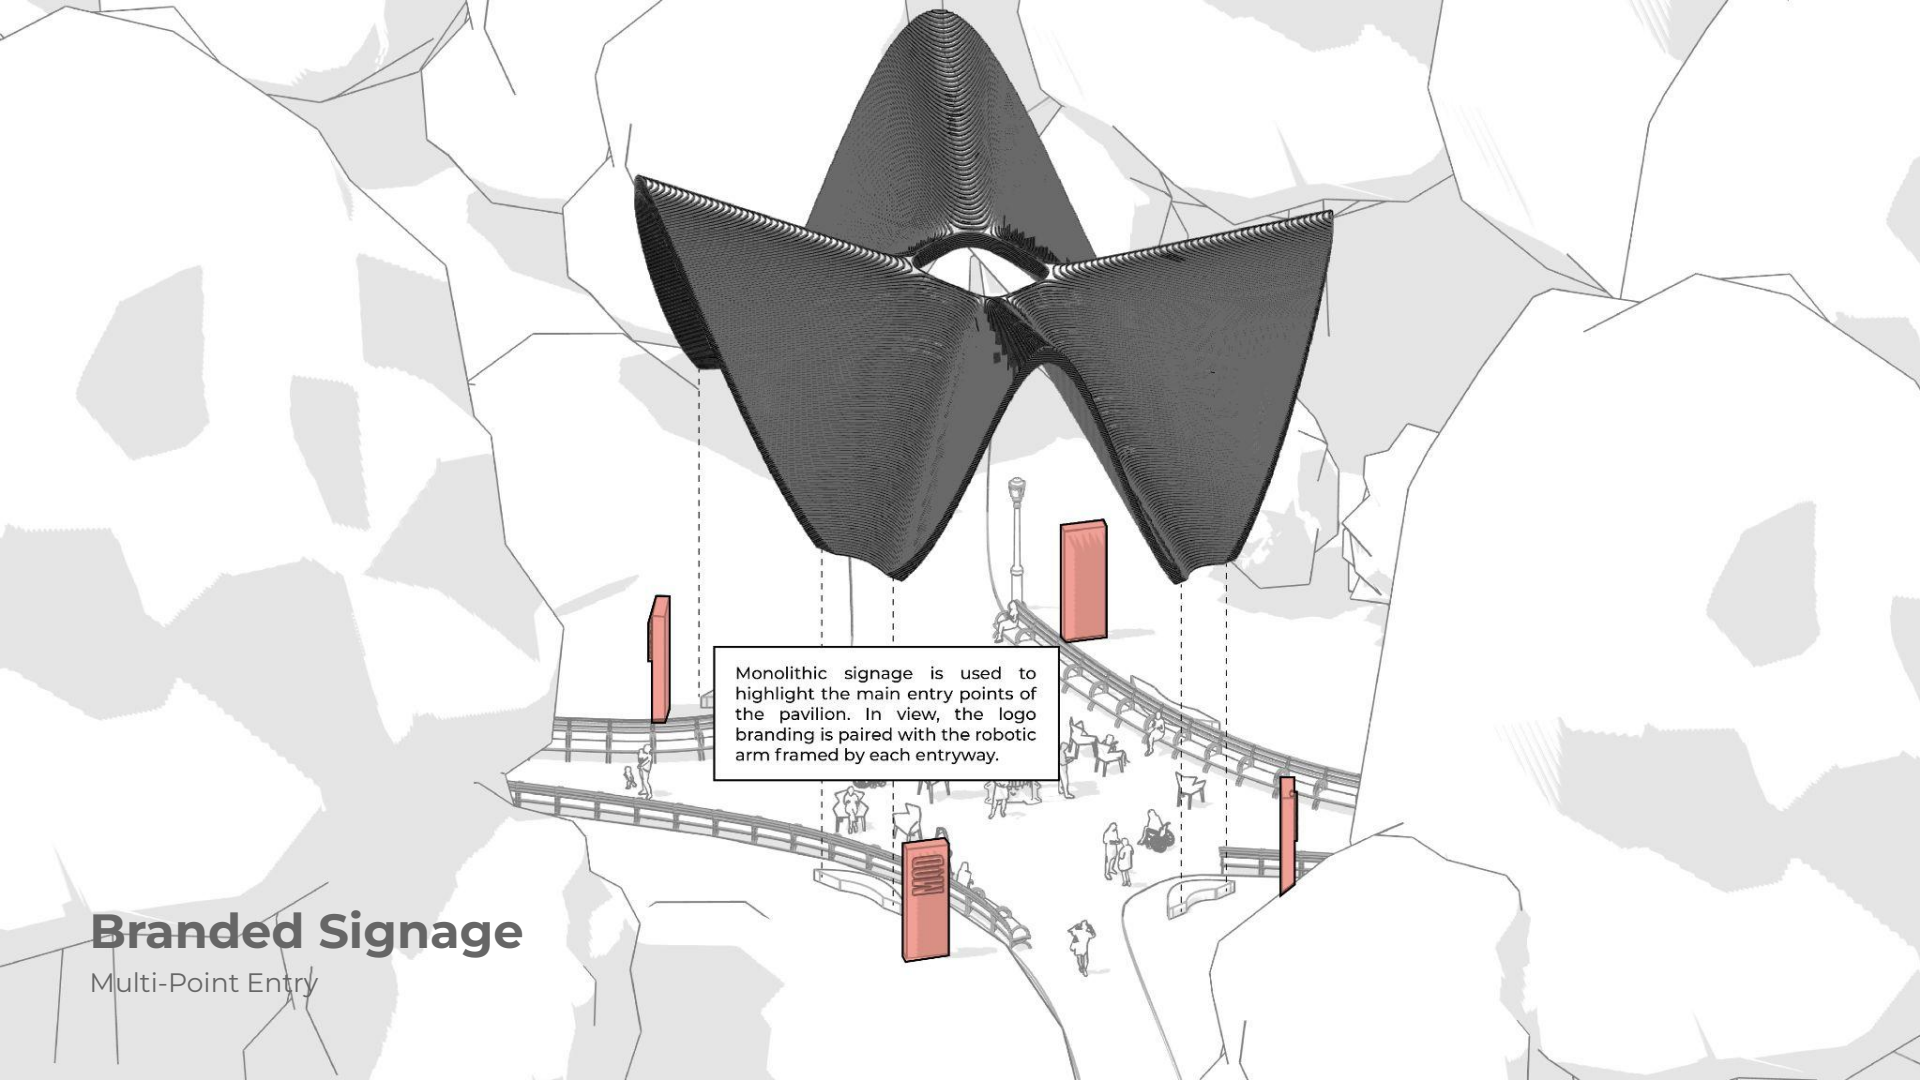 Monolithic signage is used to
highlight the main entry points of
the pavilion. In view, the logo
branding is paired with the robotic
arm framed by each entryway.
Branded Signage
Multi-Point Entry